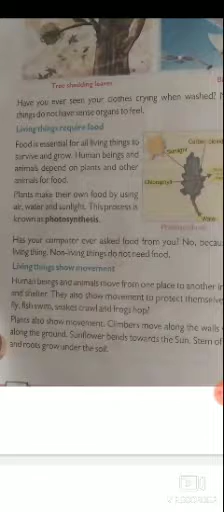 Tree shedding leaves
Have you ever seen your clothes crying when washed?
things do not have sense organs to feel.
Living things require food
Food is essential for all living things to
survive and grow. Human beings and
animals depend on plants and other
animals for food.
Plants make their own food by using
air, water and sunlight. This process is
known as photosynthesis.
Sunlight
Carbon
Chlorophyll
Water
Photosynthesis
Has your computer ever asked food from you? No, becau
living thing. Non-living things do not need food.
Living things show movement
Human beings and animals move from one place to another in
and shelter. They also show movement to protect themselve
fly, fish swim, snakes crawl and frogs hop!
Plants also show movement. Climbers move along the walls
along the ground. Sunflower bends towards the Sun. Stem of
and roots grow under the soil.